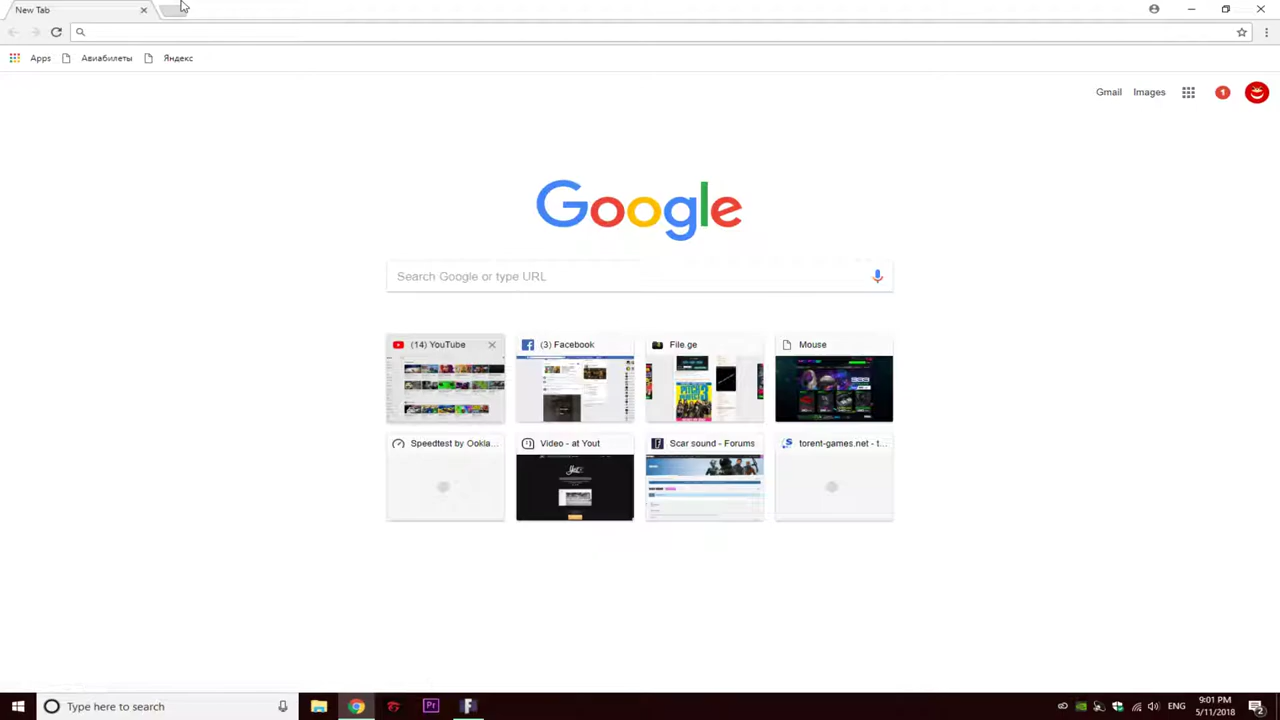 New Tab
Apps Авиабилеты Яндекс
Gmail Images 1
Google
Search Google or type URL
(14) YouTube (3) Facebook File ge Mouse
Speedtest by Ookla... Video - at Yout Scar sound - Forums torent-games.net - t...
Type here to search Pr ENG 9:01 PM
5/11/2018 2